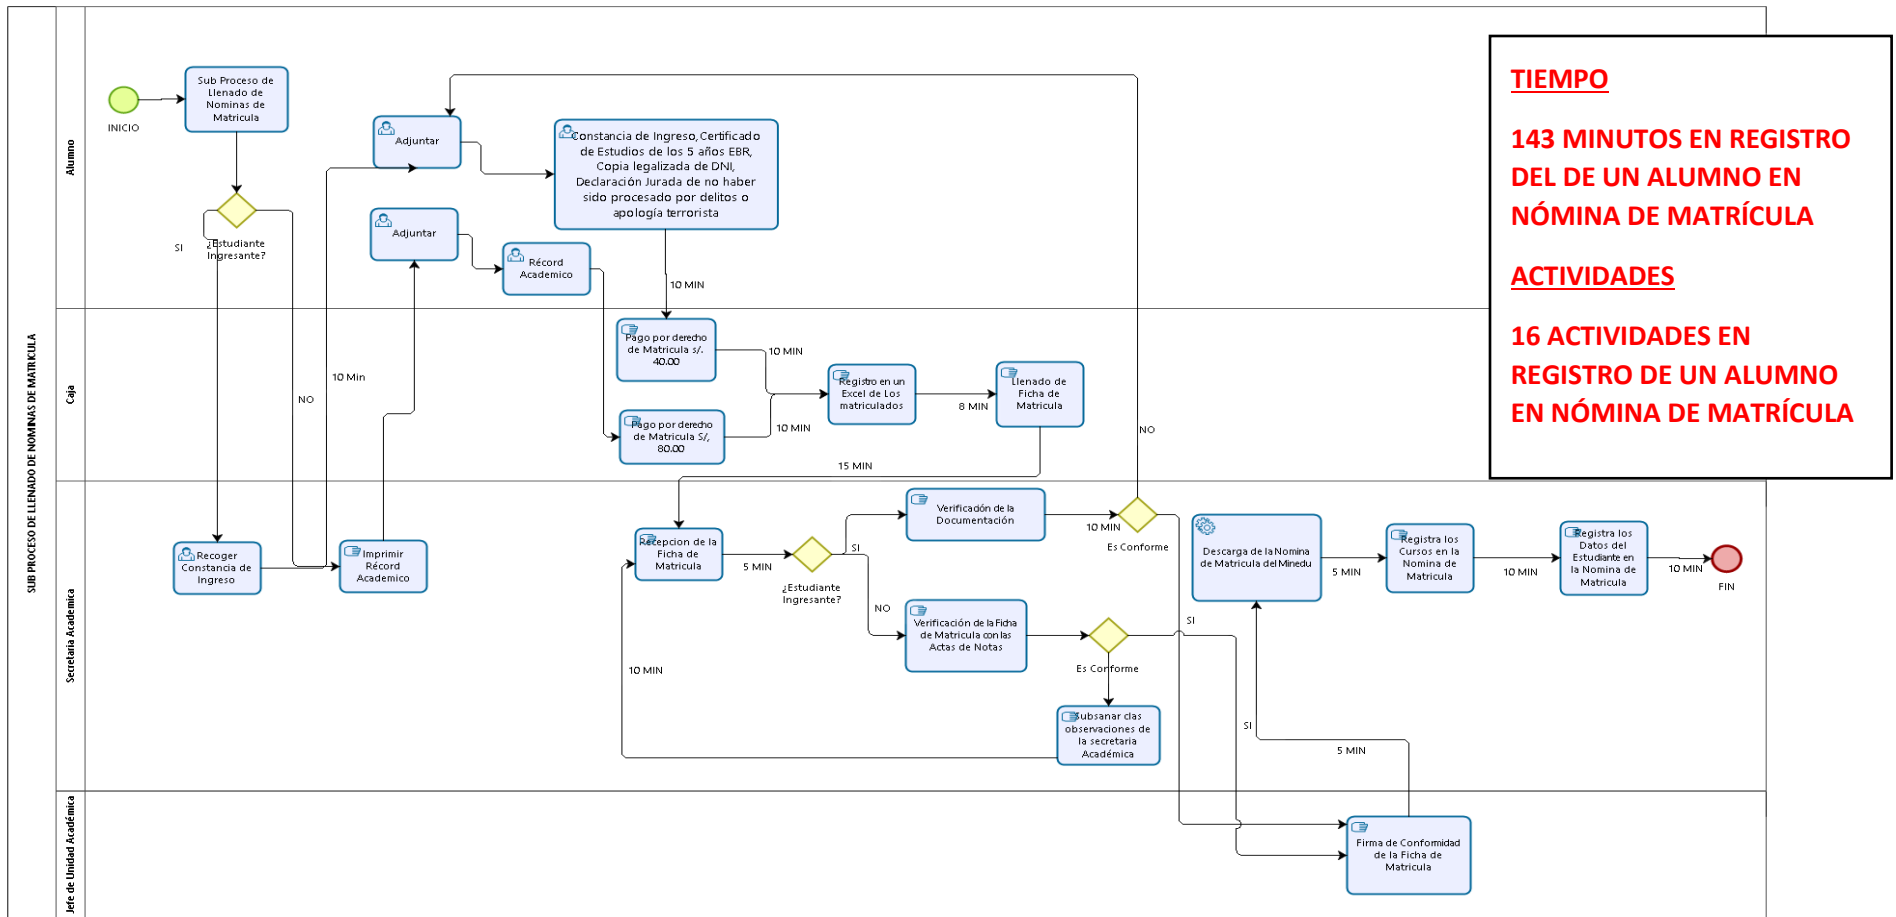 SUB PROCESO DE LLENADO DE NOMINAS DE MATRICULA
Alumno
INICIO
Sub Proceso de
Llenado de
Nominas de
Matricula
¿Estudiante
Ingresante?
SI
NO
Adjuntar
Constancia de Ingreso, Certificado
de Estudios de los 5 años EBR,
Copia legalizada de DNI,
Declaración Jurada de no haber
sido procesado por delitos o
apología terrorista
Adjuntar
Récord
Academico
10 MIN
10 Min
Caja
Pago por derecho
de Matricula s/.
40.00
10 MIN
Pago por derecho
de Matricula S/,
80.00
10 MIN
Registro en un
Excel de Los
matriculados
8 MIN
Llenado de
Ficha de
Matricula
15 MIN
NO
Secretaria Academica
Recoger
Constancia de
Ingreso
Imprimir
Récord
Academico
Recepcion de la
Ficha de
Matricula
5 MIN
¿Estudiante
Ingresante?
SI
NO
Verificación de la
Documentación
10 MIN
Es Conforme
SI
Verificación de la Ficha
de Matricula con las
Actas de Notas
Es Conforme
SI
Subsanar clas
observaciones de
la secretaria
Académica
10 MIN
Descarga de la Nomina
de Matricula del Minedu
5 MIN
Registra los
Cursos en la
Nomina de
Matricula
10 MIN
Registra los
Datos del
Estudiante en
la Nomina de
Matricula
10 MIN
FIN
5 MIN
Jefe de Unidad Académica
Firma de Conformidad
de la Ficha de
Matricula
TIEMPO
143 MINUTOS EN REGISTRO
DEL DE UN ALUMNO EN
NÓMINA DE MATRÍCULA
ACTIVIDADES
16 ACTIVIDADES EN
REGISTRO DE UN ALUMNO
EN NÓMINA DE MATRÍCULA